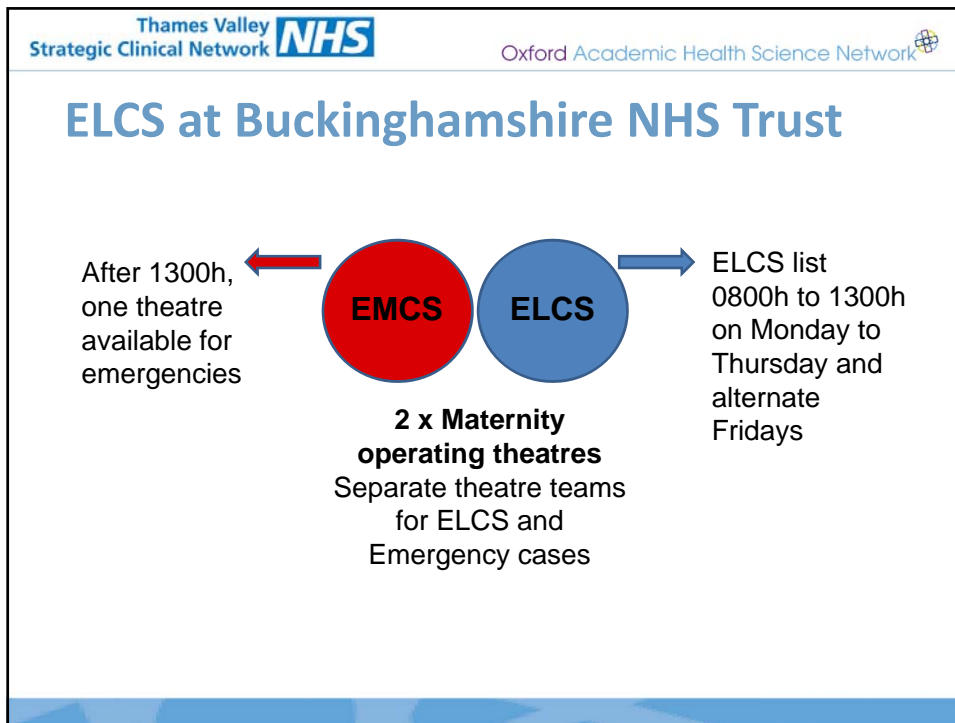 Thames Valley
Strategic Clinical Network NHS
Oxford Academic Health Science Network
ELCS at Buckinghamshire NHS Trust
After 1300h,
one theatre
available for
emergencies
EMCS
ELCS
ELCS list
0800h to 1300h
on Monday to
Thursday and
alternate
Fridays
2 x Maternity
operating theatres
Separate theatre teams
for ELCS and
Emergency cases